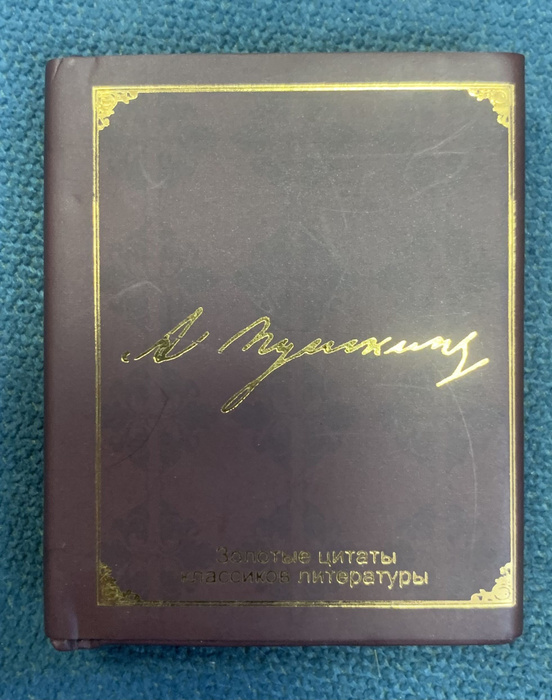 А Пушкинъ
Золотые цитаты
классиков литературы